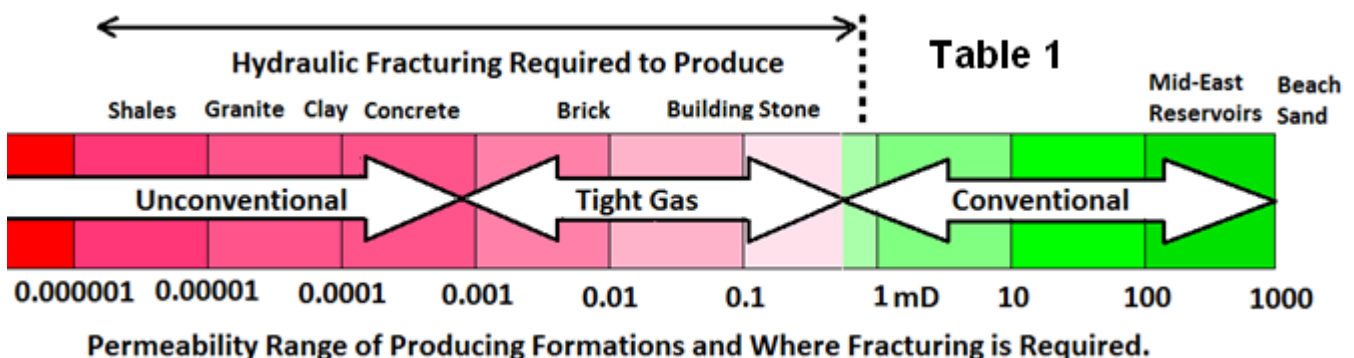 Hydraulic Fracturing Required to Produce
Table 1
Shales Granite Clay Concrete Brick Building Stone Mid-East Reservoirs Beach Sand
Unconventional Tight Gas Conventional
0.000001 0.00001 0.0001 0.001 0.01 0.1 1 mD 10 100 1000
Permeability Range of Producing Formations and Where Fracturing is Required.